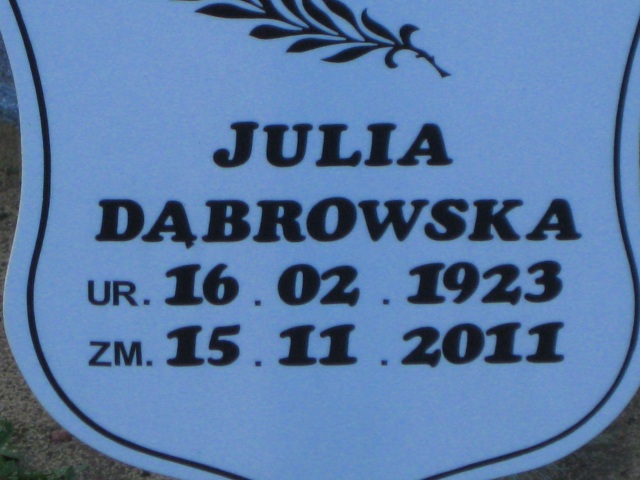 JULIA
DĄBROWSKA
UR. 16 . 02 . 1923
ZM. 15 . 11 . 2011